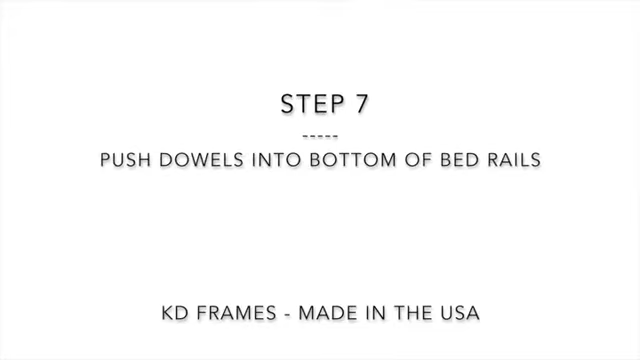 STEP 7
-----
PUSH DOWELS INTO BOTTOM OF BED RAILS
KD FRAMES - MADE IN THE USA